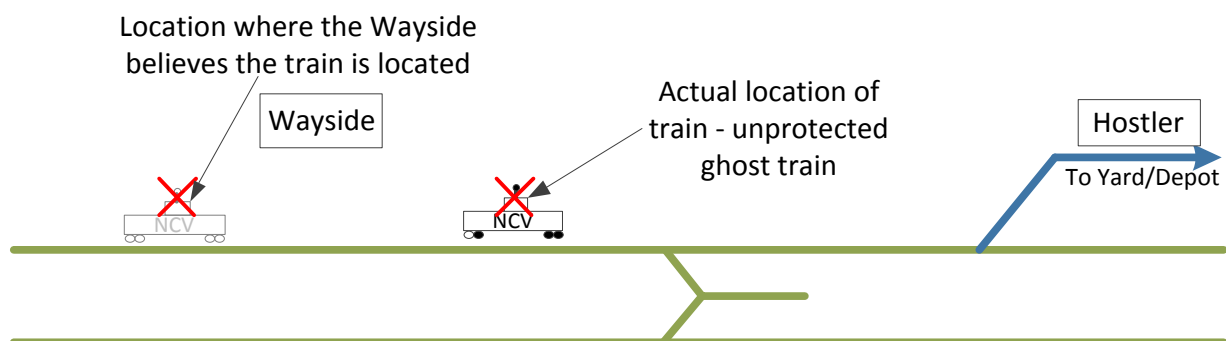 Location where the Wayside
believes the train is located
Wayside
Actual location of
train - unprotected
ghost train
Hostler
To Yard/Depot
NCV
NCV